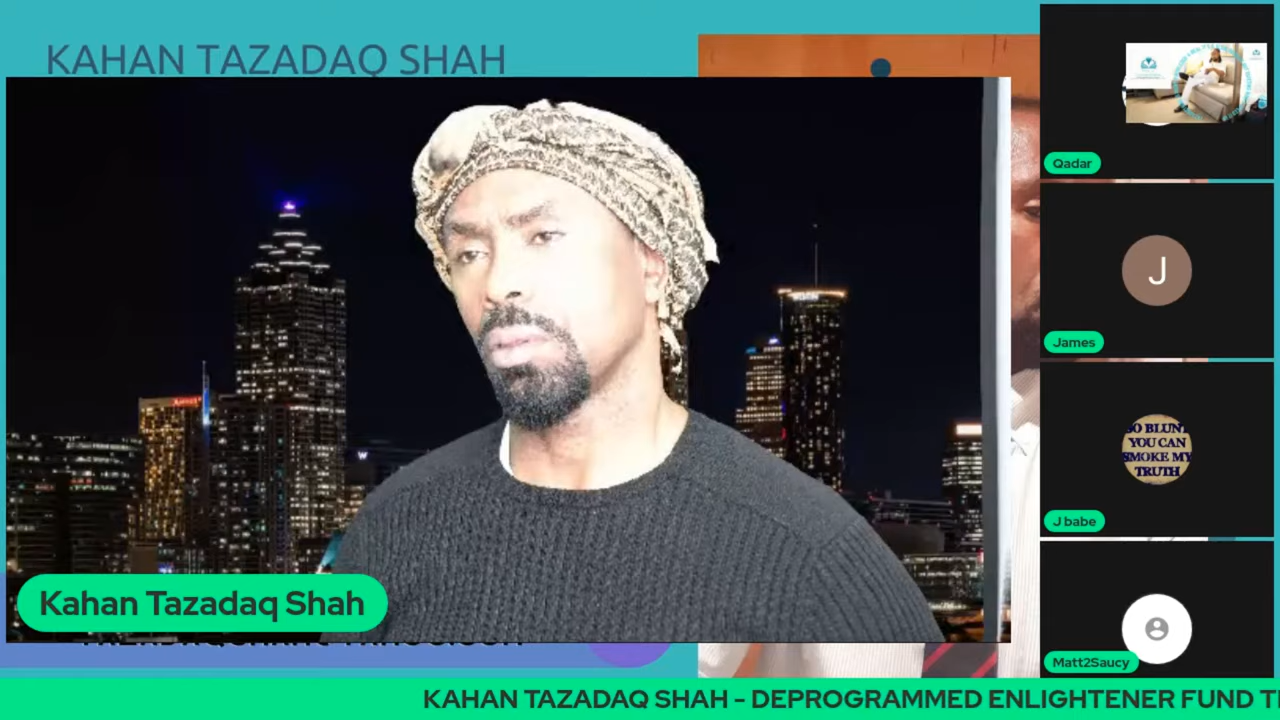 KAHAN TAZADAQ SHAH
Qadar
J
James
SO BLUNT
YOU CAN
SMOKE MY
TRUTH
J babe
Kahan Tazadaq Shah
Matt2Saucy
KAHAN TAZADAQ SHAH - DEPROGRAMMED ENLIGHTENER FUND